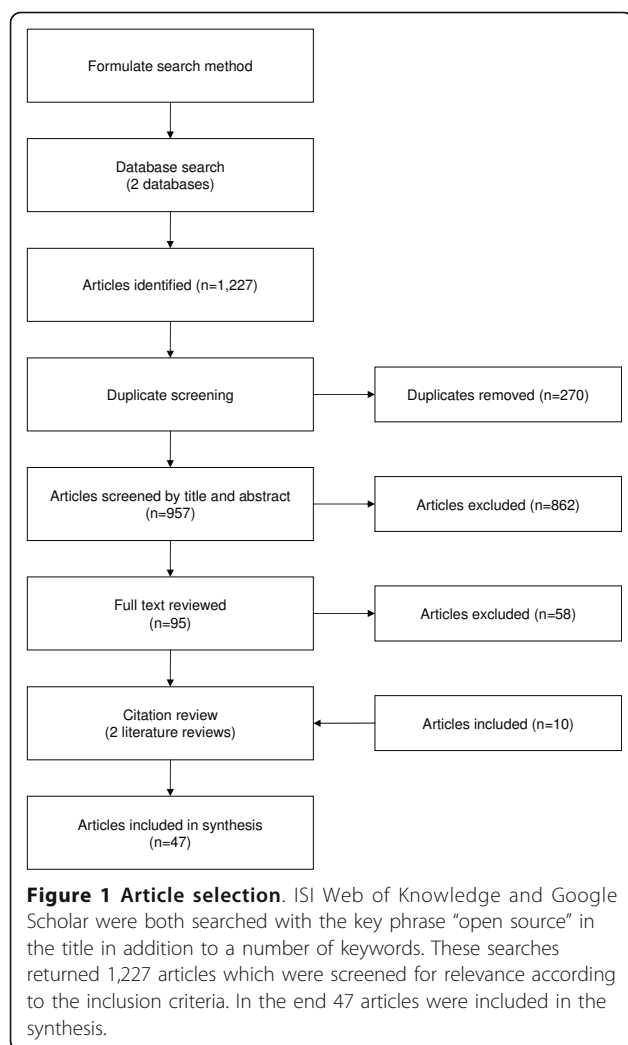 Formulate search method
Database search
(2 databases)
Articles identified (n=1,227)
Duplicate screening
Duplicates removed (n=270)
Articles screened by title and abstract
(n=957)
Articles excluded (n=862)
Full text reviewed
(n=95)
Articles excluded (n=58)
Citation review
(2 literature reviews)
Articles included (n=10)
Articles included in synthesis
(n=47)
Figure 1 Article selection. ISI Web of Knowledge and Google
Scholar were both searched with the key phrase “open source” in
the title in addition to a number of keywords. These searches
returned 1,227 articles which were screened for relevance according
to the inclusion criteria. In the end 47 articles were included in the
synthesis.